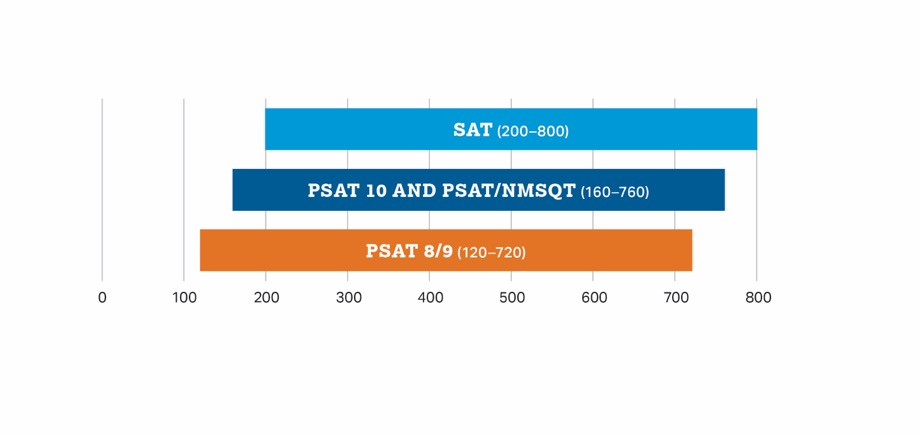 SAT (200–800)
PSAT 10 AND PSAT/NMSQT (160–760)
PSAT 8/9 (120–720)
0 100 200 300 400 500 600 700 800